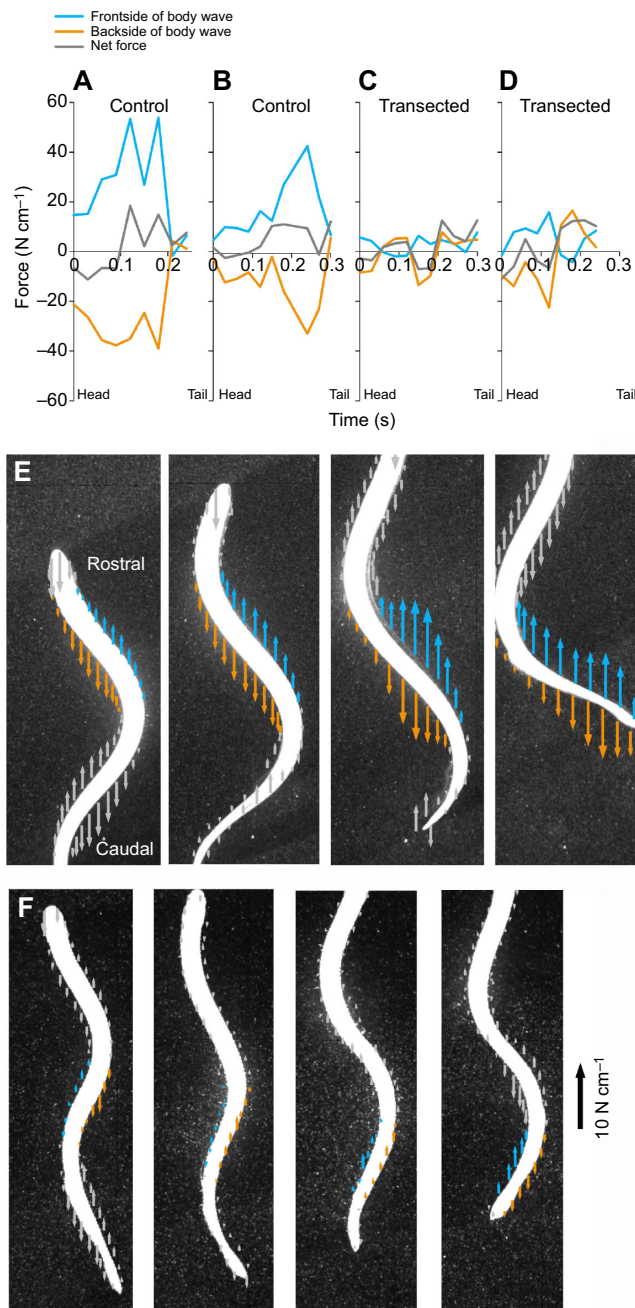 Frontside of body wave
Backside of body wave
Net force
A B C D
Control Control Transected Transected
60
40
20
0
–20
–40
–60
Force (N cm–1)
0.1 0.2 0 0.1 0.2 0.3 0 0.1 0.2 0.3 0 0.1 0.2 0.3
Head Tail Head Tail Head Tail Head Tail
Time (s)
E
Rostral
Caudal
F
10 N cm–1